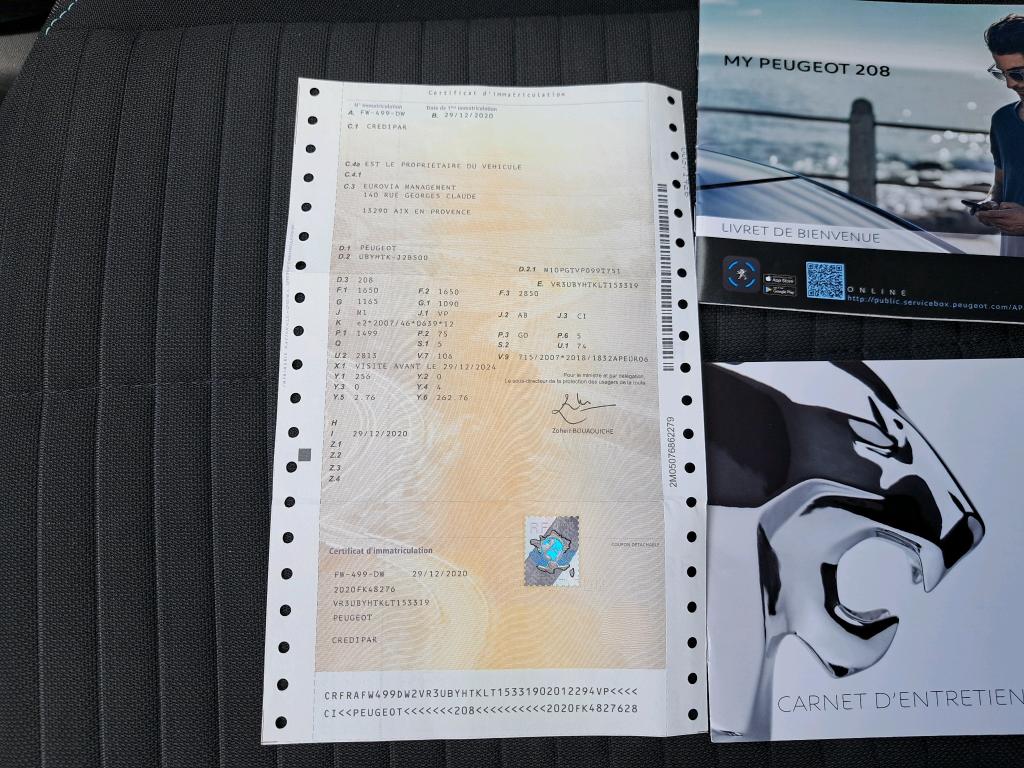 Certificat d'immatriculation
N° immatriculation
Date de 1ère immatriculation
A. FW-499-DW
B. 29/12/2020
C.1 CREDIPAR
C.4a EST LE PROPRIETAIRE DU VEHICULE
C.4.1
C.3 EUROVIA MANAGEMENT
140 RUE GEORGES CLAUDE
13290 AIX EN PROVENCE
D.1 PEUGEOT
D.2 UBYHTK-J2B500
D.2.1 M10PGTVP099T751
E. VR3UBYHTKLT153319
D.3 208
F.1 1650 F.2 1650 F.3 2850
G 1165 G.1 1090
J M1 J.1 VP J.2 AB J.3 CI
K e2*2007/46*0639*12
P.1 1499 P.2 75 P.3 GO P.6 5
Q S.1 5 S.2 U.1 74
U.2 2813 V.7 106 V.9 715/2007*2018/1832APEUR06
X.1 VISITE AVANT LE 29/12/2024
Y.1 256 Y.2 0
Y.3 0 Y.4 4
Y.5 2.76 Y.6 262.76
Pour le ministre et par délégation,
Le sous-directeur de la protection des usagers de la route.
Zoheir BOUAOUICHE
H
I 29/12/2020
Z.1
Z.2
Z.3
Z.4
2M05076862279
RF
COUPON DÉTACHABLE
Certificat d'immatriculation
FW-499-DW 29/12/2020
2020FK48276
VR3UBYHTKLT153319
PEUGEOT
CREDIPAR
CRFRAFW499DW2VR3UBYHTKLT15331902012294VP<<<<
CI<<PEUGEOT<<<<<<<208<<<<<<<<<<2020FK4827628
MY PEUGEOT 208
LIVRET DE BIENVENUE
App Store
Google Play
ONLINE
http://public.servicebox.peugeot.com/AP
CARNET D'ENTRETIEN